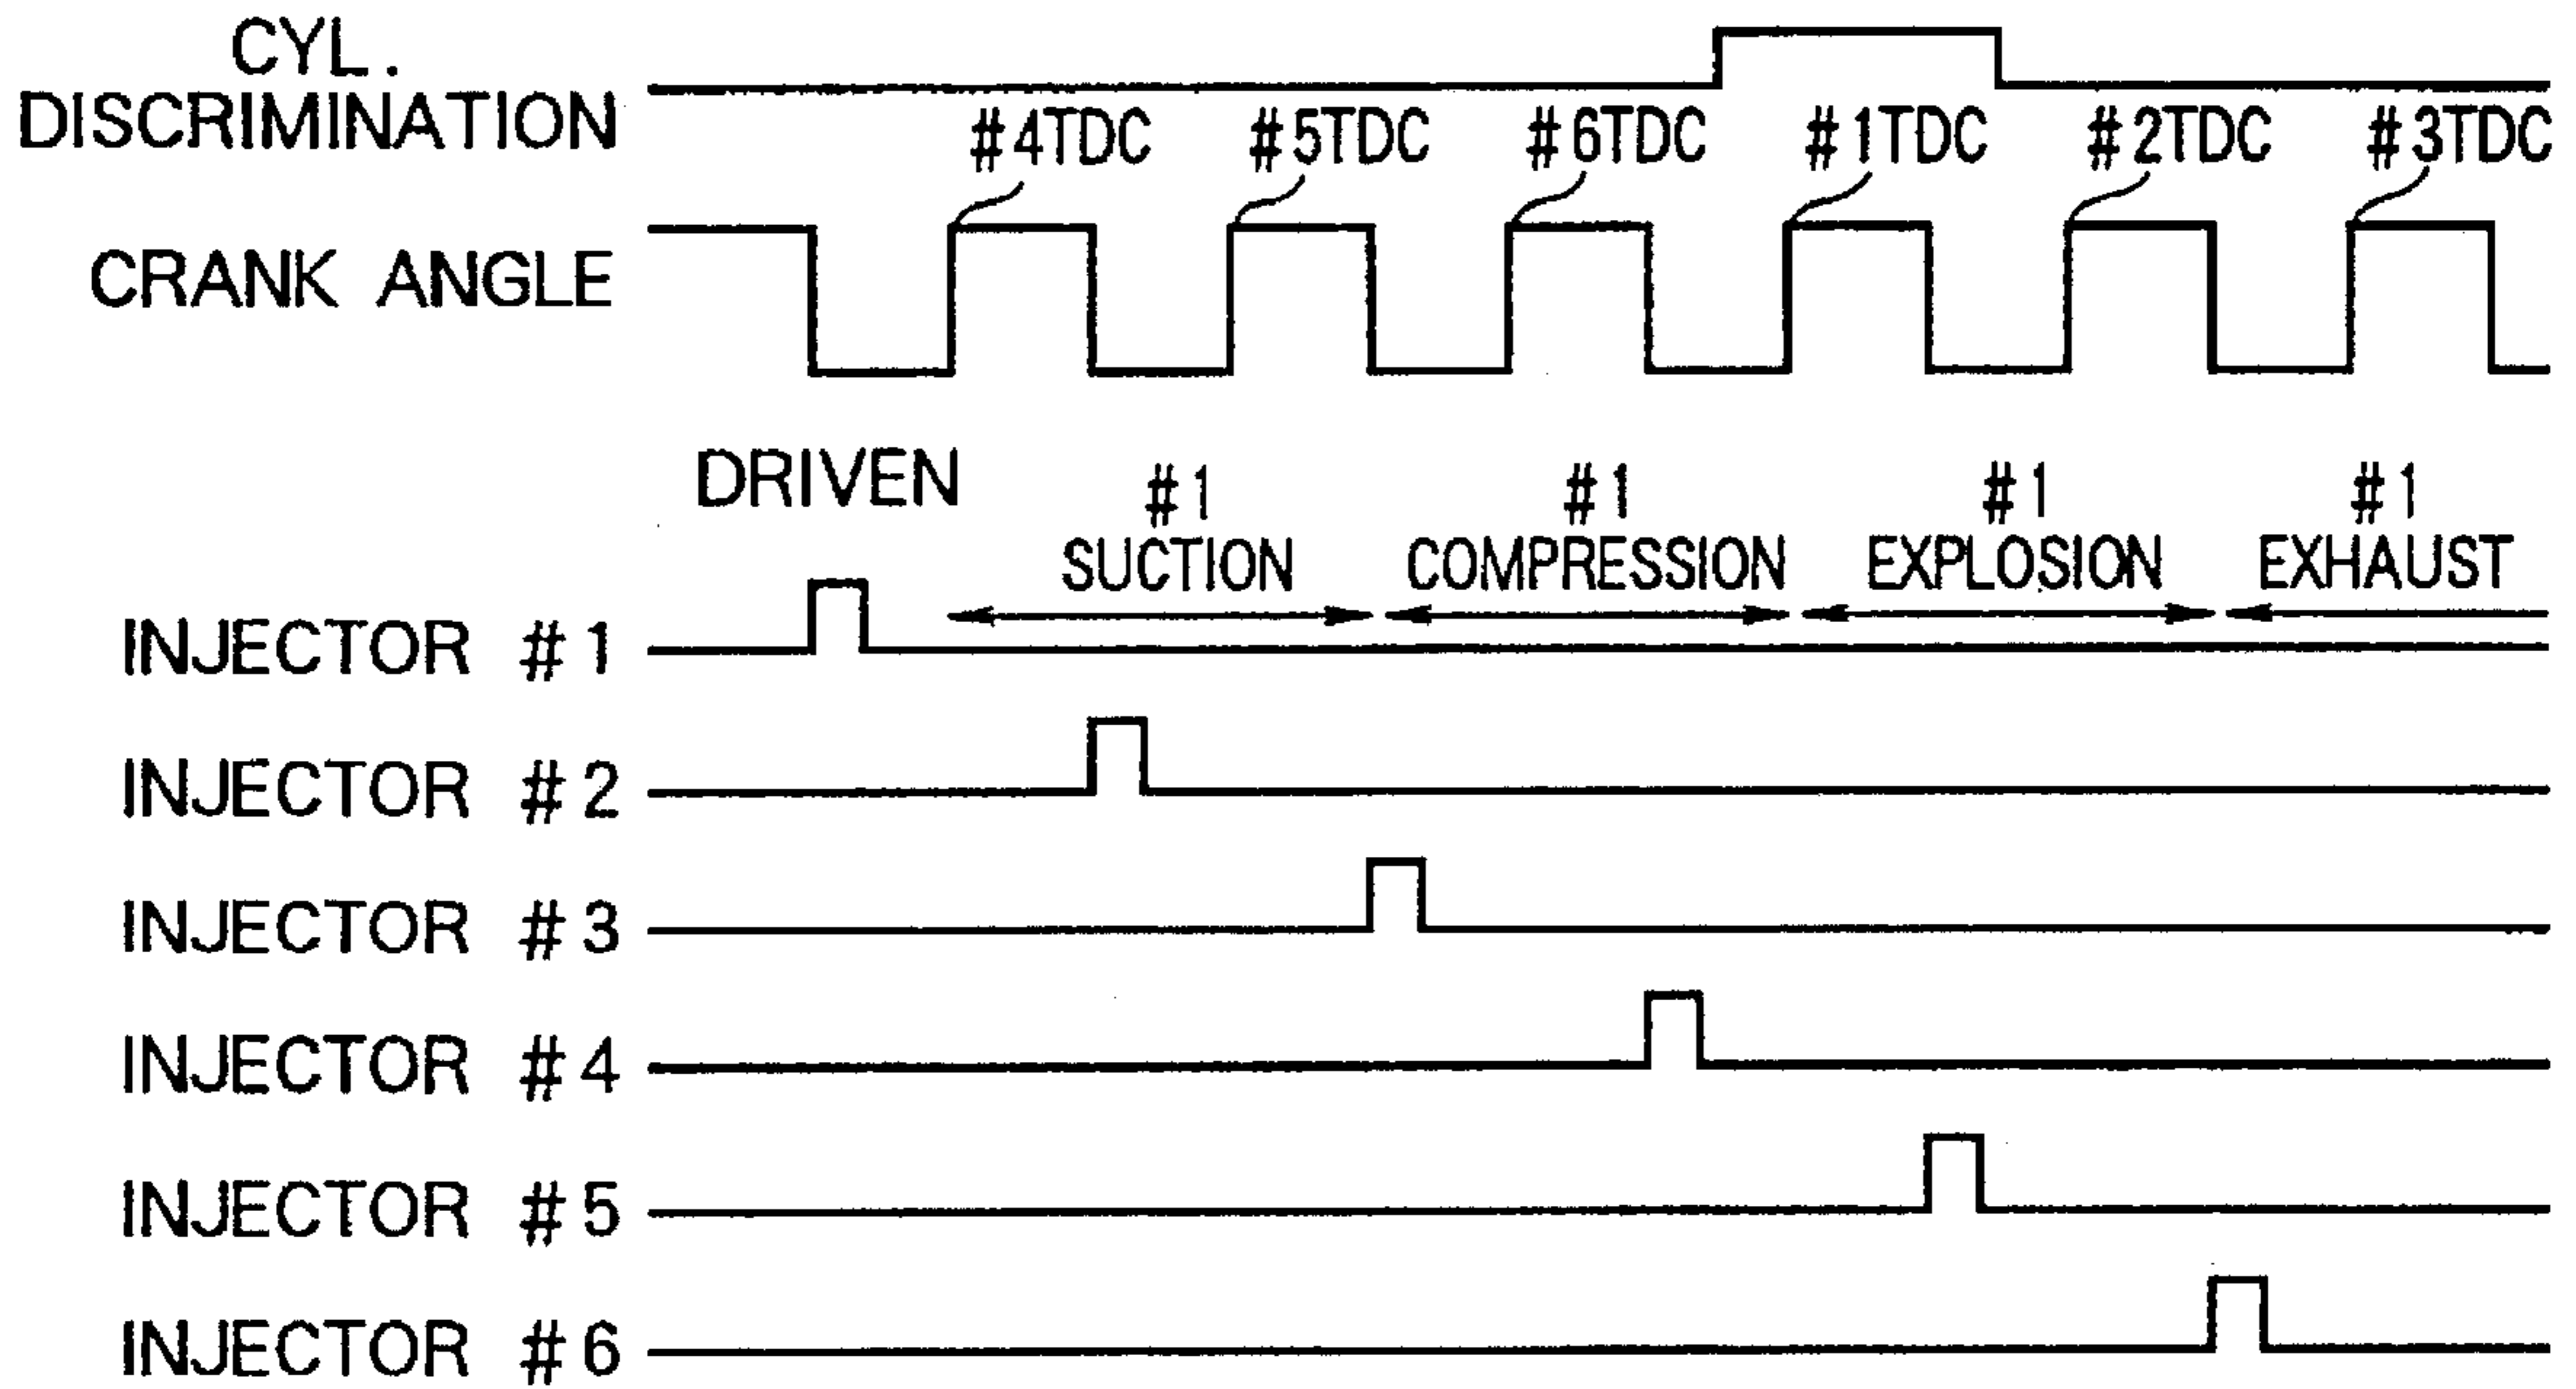 CYL.
DISCRIMINATION
#4TDC #5TDC #6TDC #1TDC #2TDC #3TDC
CRANK ANGLE
DRIVEN
#1 #1 #1 #1
SUCTION COMPRESSION EXPLOSION EXHAUST
INJECTOR #1
INJECTOR #2
INJECTOR #3
INJECTOR #4
INJECTOR #5
INJECTOR #6